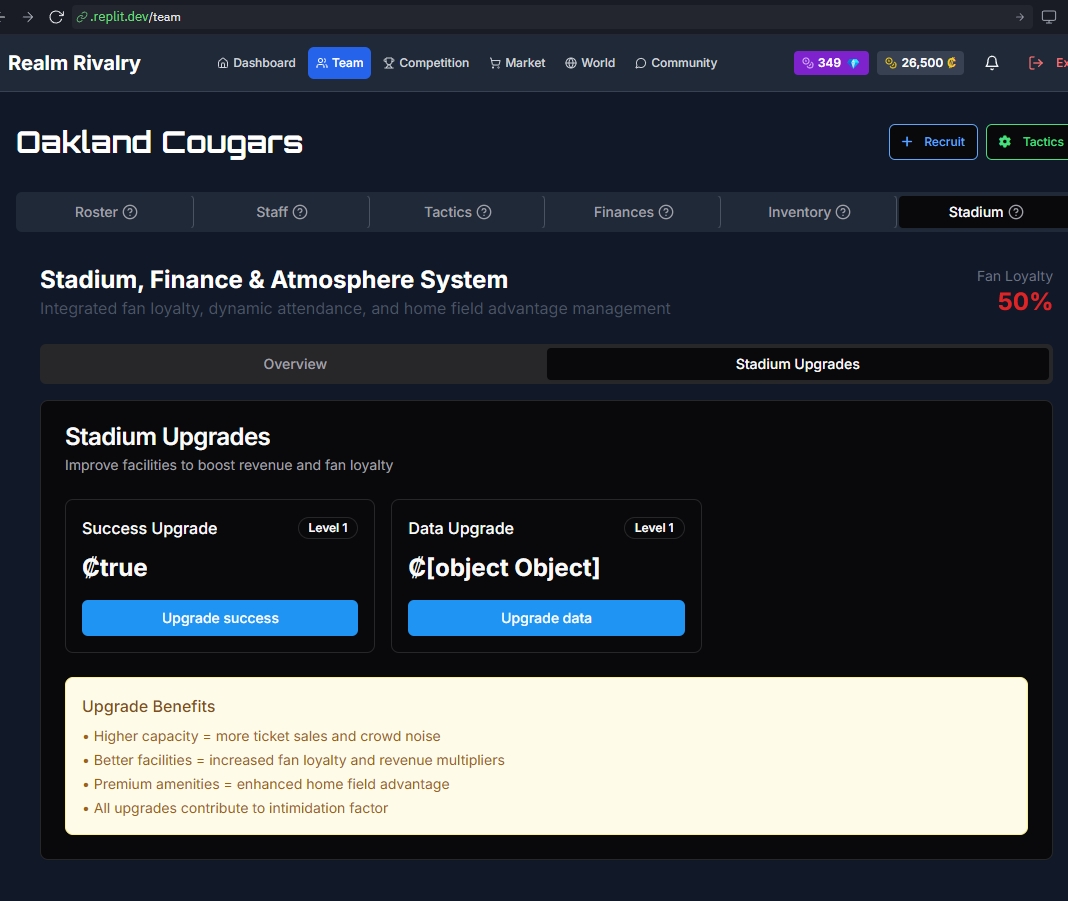 .replit.dev/team
Realm Rivalry
Dashboard
Team
Competition
Market
World
Community
349
26,500 ₡
Ex
Oakland Cougars
+ Recruit
Tactics
Roster
Staff
Tactics
Finances
Inventory
Stadium
Stadium, Finance & Atmosphere System
Integrated fan loyalty, dynamic attendance, and home field advantage management
Fan Loyalty
50%
Overview
Stadium Upgrades
Stadium Upgrades
Improve facilities to boost revenue and fan loyalty
Success Upgrade
Level 1
₡true
Upgrade success
Data Upgrade
Level 1
₡[object Object]
Upgrade data
Upgrade Benefits
• Higher capacity = more ticket sales and crowd noise
• Better facilities = increased fan loyalty and revenue multipliers
• Premium amenities = enhanced home field advantage
• All upgrades contribute to intimidation factor